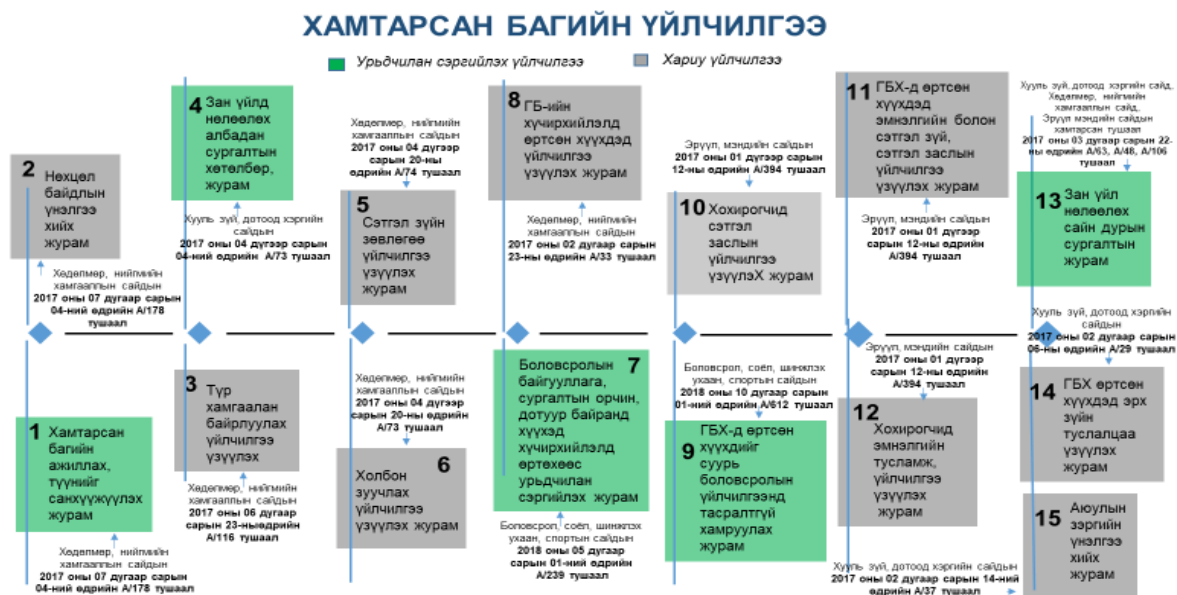 ХАМТАРСАН БАГИЙН ҮЙЛЧИЛГЭЭ
Урьдчилан сэргийлэх үйлчилгээ
Хариу үйлчилгээ
2
Нөхцөл
байдлын
үнэлгээ
хийх
журам
Хөдөлмөр, нийгмийн
хамгааллын сайдын
2017 оны 07 дугаар сарын
04-ний өдрийн А/178
тушаал
1
Хамтарсан
багийн
ажиллах,
түүнийг
санхүүжүүлэх
журам
Хөдөлмөр, нийгмийн
хамгааллын сайдын
2017 оны 07 дугаар сарын
04-ний өдрийн А/178 тушаал
4
Зан үйлд
нөлөөлөх
албадан
сургалтын
хөтөлбөр,
журам
Хууль зүй, дотоод хэргийн
сайдын
2017 оны 04 дүгээр сарын
04-ний өдрийн А/73 тушаал
3
Түр
хамгаалан
байрлуулах
үйлчилгээ
үзүүлэх
Хөдөлмөр, нийгмийн
хамгааллын сайдын
2017 оны 06 дугаар
сарын 23-ныөдрийн
А/116 тушаал
Хөдөлмөр, нийгмийн
хамгааллын сайдын
2017 оны 04 дүгээр
сарын 20-ны
өдрийн А/74 тушаал
5
Сэтгэл зүйн
зөвлөгөө
үйлчилгээ
үзүүлэх
журам
Хөдөлмөр, нийгмийн
хамгааллын сайдын
2017 оны 04 дүгээр
сарын 20-ны өдрийн
А/73 тушаал
6
Холбон
зуучлах
үйлчилгээ
үзүүлэх журам
8
ГБ-ийн
хүчирхийлэлд
өртсөн хүүхдэд
үйлчилгээ
үзүүлэх журам
Хөдөлмөр, нийгмийн
хамгааллын сайдын
2017 оны 02 дугаар сарын
23-ны өдрийн А/33 тушаал
7
Боловсролын
байгууллага,
сургалтын орчин,
дотуур байранд
хүүхэд
хүчирхийлэлд
өртөхөөс
урьдчилан
сэргийлэх журам
Боловсрол, соёл, шинжлэх
ухаан, спортын сайдын
2018 оны 05 дугаар
сарын 01-ний өдрийн
А/239 тушаал
Эрүүл, мэндийн сайдын
2017 оны 01 дүгээр сарын
12-ны өдрийн А/394 тушаал
10
Хохирогчид
сэтгэл
заслын
үйлчилгээ
үзүүлэХ журам
Боловсрол, соёл, шинжлэх
ухаан, спортын сайдын
2018 оны 10 дугаар сарын
01-ний өдрийн А/612 тушаал
9
ГБХ-д өртсөн
хүүхдийг
суурь
боловсролын
үйлчилгээнд
тасралтгүй
хамруулах
журам
11
ГБХ-д өртсөн
хүүхдэд
эмнэлгийн болон
сэтгэл зүй,
сэтгэл заслын
үйлчилгээ
үзүүлэх журам
Эрүүл, мэндийн сайдын
2017 оны 01 дүгээр
сарын 12-ны өдрийн
А/394 тушаал
Эрүүл, мэндийн сайдын
2017 оны 01 дүгээр сарын
12-ны өдрийн
А/394 тушаал
12
Хохирогчид
эмнэлгийн
тусламж,
үйлчилгээ
үзүүлэх
журам
Хууль зүй, дотоод хэргийн сайд,
Хөдөлмөр, нийгмийн
хамгааллын сайд,
Эрүүл мэндийн сайдын
хамтарсан тушаал
2017 оны 03 дугаар сарын 22-
ны өдрийн А/63, А/48, А/106
тушаал
13
Зан үйл
нөлөөлөх
сайн дурын
сургалтын
журам
Хууль зүй, дотоод хэргийн
сайдын
2017 оны 02 дугаар сарын
06-ны өдрийн А/29 тушаал
14
ГБХ өртсөн
хүүхдэд эрх
зүйн
туслалцаа
үзүүлэх
журам
15
Аюулын
зэргийн
үнэлгээ
хийх
журам
Хууль зүй, дотоод хэргийн сайдын
2017 оны 02 дугаар сарын 14-ний
өдрийн А/37 тушаал